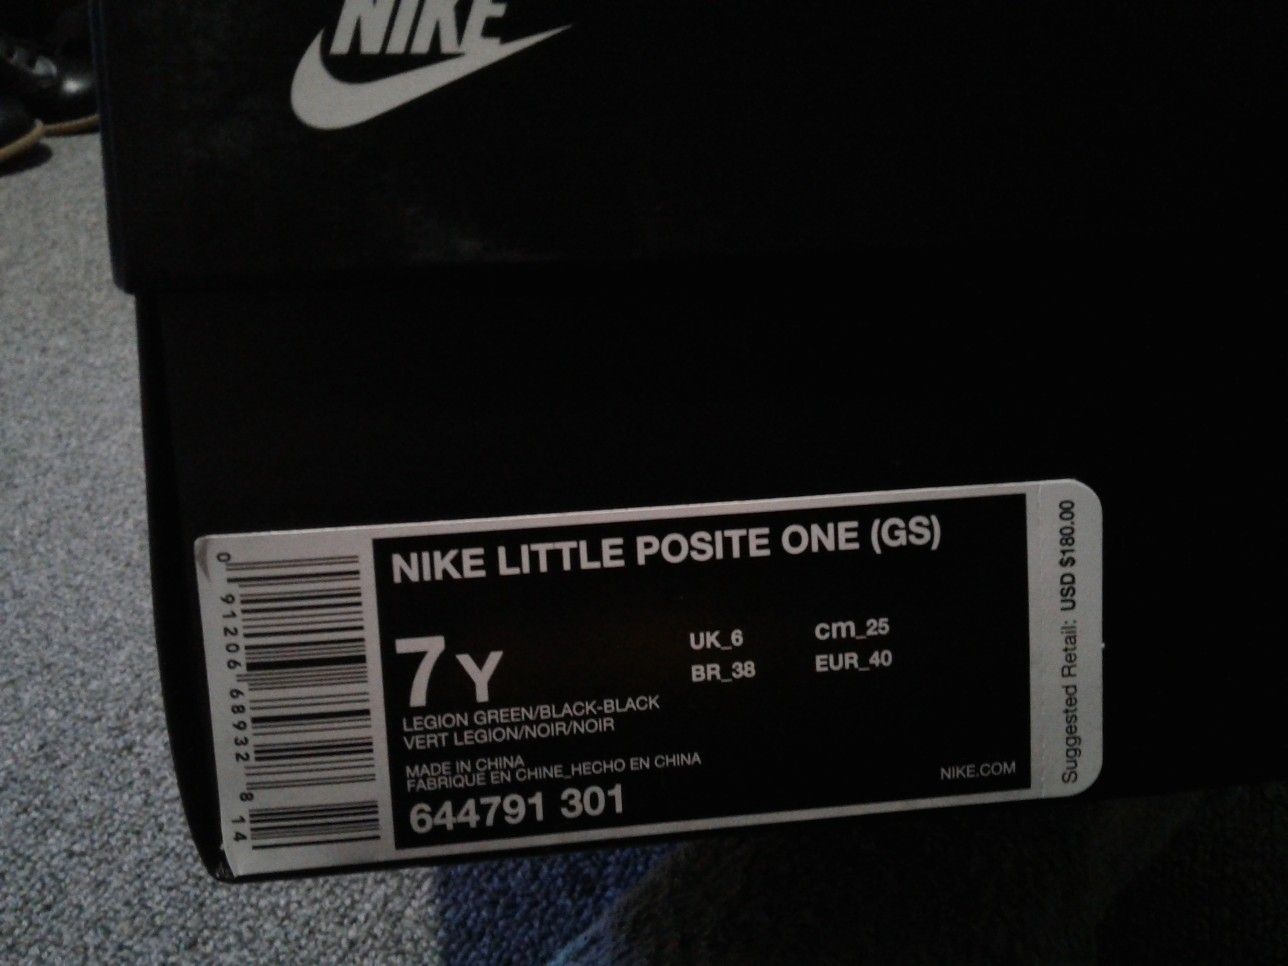 NIKE
NIKE LITTLE POSITE ONE (GS)
7 Y
UK_6
cm_25
BR_38
EUR_40
LEGION GREEN/BLACK-BLACK
VERT LEGION/NOIR/NOIR
MADE IN CHINA
FABRIQUE EN CHINE_HECHO EN CHINA
644791 301
NIKE.COM
Suggested Retail: USD $180.00
0 91206 68932 8 14